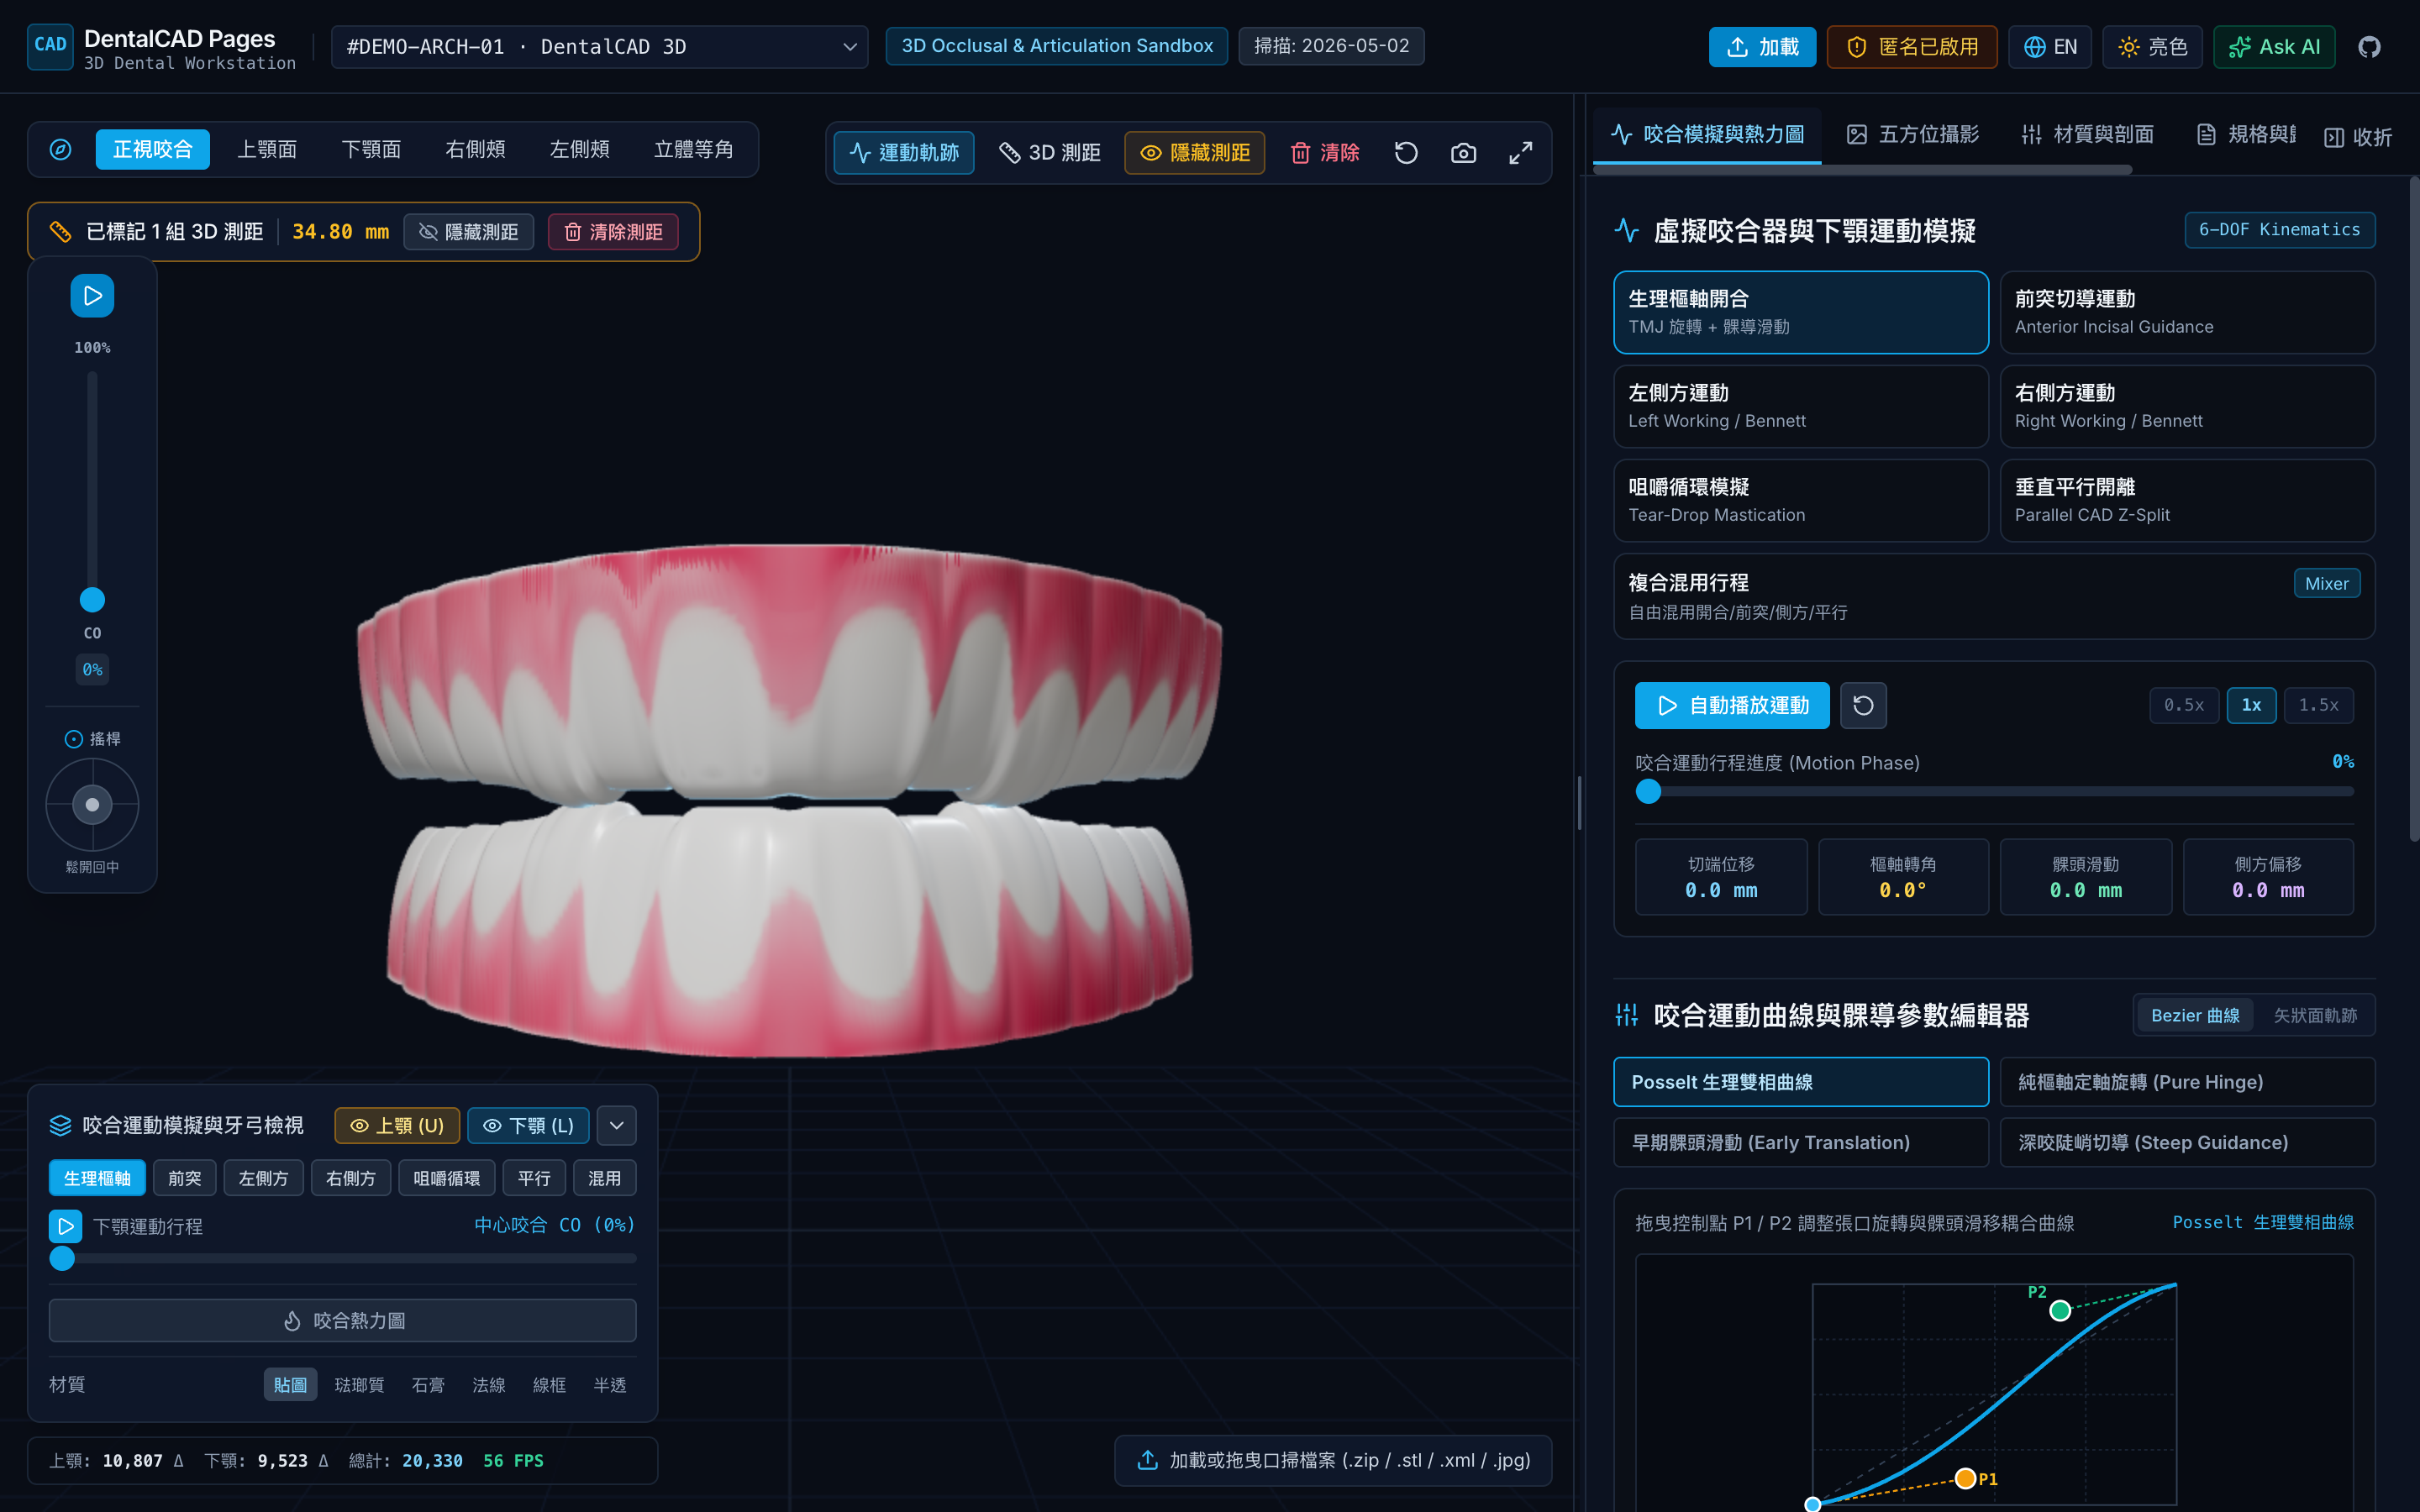 CAD
DentalCAD Pages
3D Dental Workstation
#DEMO-ARCH-01 · DentalCAD 3D
3D Occlusal & Articulation Sandbox
掃描: 2026-05-02
加載
匿名已啟用
EN
亮色
Ask AI
正視咬合
上顎面
下顎面
右側頰
左側頰
立體等角
運動軌跡
3D 測距
隱藏測距
清除
已標記 1 組 3D 測距
34.80 mm
隱藏測距
清除測距
100%
CO
0%
搖桿
鬆開回中
咬合運動模擬與牙弓檢視
上顎 (U)
下顎 (L)
生理樞軸
前突
左側方
右側方
咀嚼循環
平行
混用
下顎運動行程
中心咬合 CO (0%)
咬合熱力圖
材質
貼圖
琺瑯質
石膏
法線
線框
半透
上顎: 10,807 Δ
下顎: 9,523 Δ
總計: 20,330
56 FPS
加載或拖曳口掃檔案 (.zip / .stl / .xml / .jpg)
咬合模擬與熱力圖
五方位攝影
材質與剖面
規格與
收折
虛擬咬合器與下顎運動模擬
6-DOF Kinematics
生理樞軸開合
TMJ 旋轉 + 髁導滑動
前突切導運動
Anterior Incisal Guidance
左側方運動
Left Working / Bennett
右側方運動
Right Working / Bennett
咀嚼循環模擬
Tear-Drop Mastication
垂直平行開離
Parallel CAD Z-Split
複合混用行程
自由混用開合/前突/側方/平行
Mixer
自動播放運動
0.5x
1x
1.5x
咬合運動行程進度 (Motion Phase)
0%
切端位移
0.0 mm
樞軸轉角
0.0°
髁頭滑動
0.0 mm
側方偏移
0.0 mm
咬合運動曲線與髁導參數編輯器
Bezier 曲線
矢狀面軌跡
Posselt 生理雙相曲線
純樞軸定軸旋轉 (Pure Hinge)
早期髁頭滑動 (Early Translation)
深咬陡峭切導 (Steep Guidance)
拖曳控制點 P1 / P2 調整張口旋轉與髁頭滑移耦合曲線
Posselt 生理雙相曲線
P2
P1